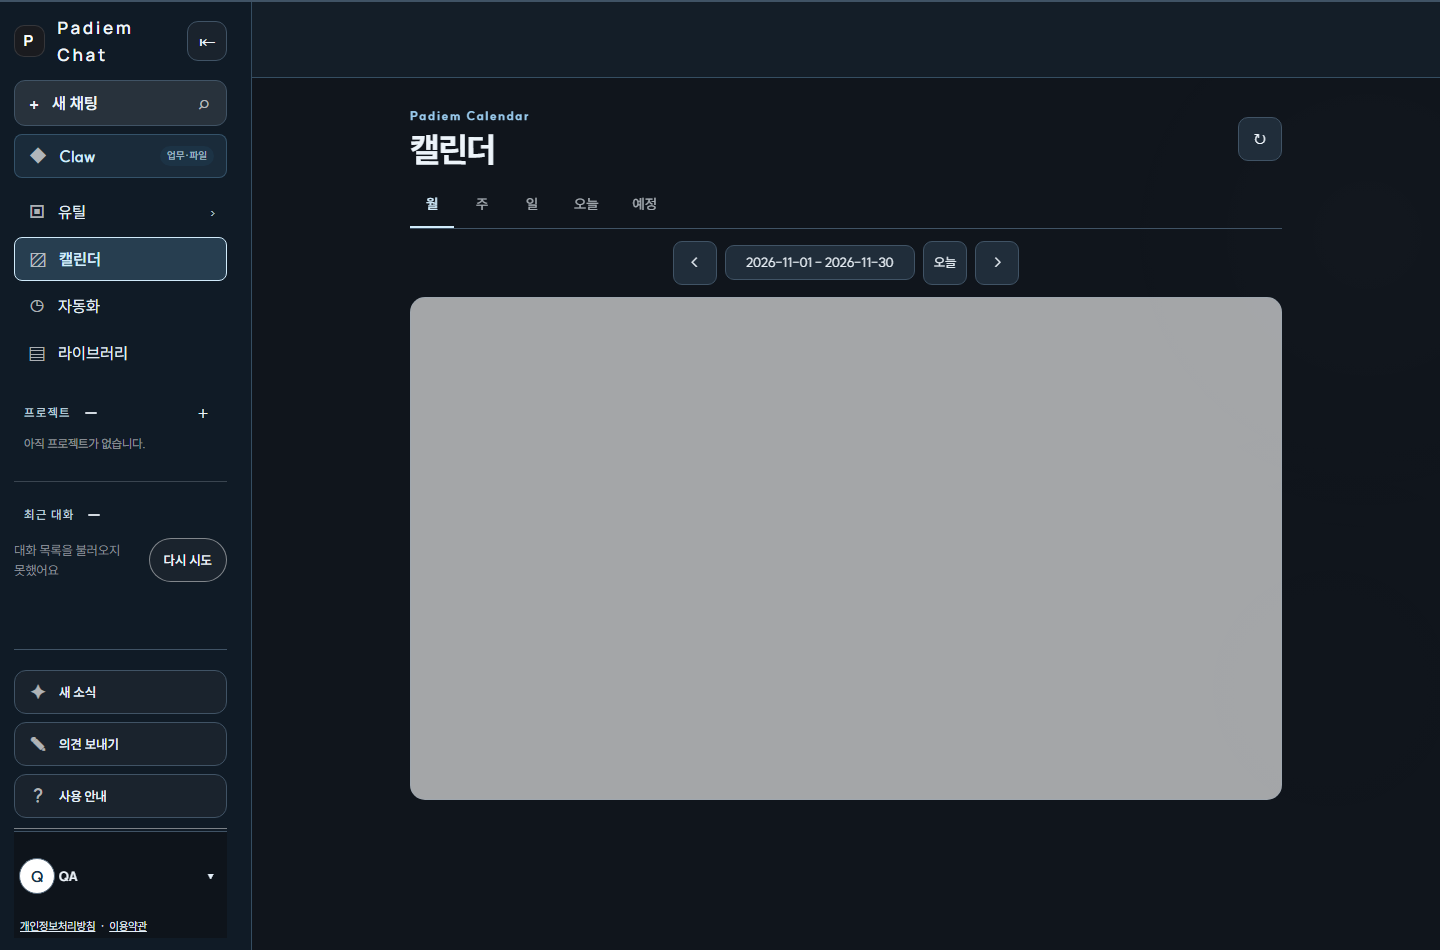 P
Padiem
Chat
새 채팅
Claw
업무·파일
유틸
캘린더
자동화
라이브러리
프로젝트
아직 프로젝트가 없습니다.
최근 대화
대화 목록을 불러오지
못했어요
다시 시도
새 소식
의견 보내기
사용 안내
Q
QA
개인정보처리방침 · 이용약관
Padiem Calendar
캘린더
월 주 일 오늘 예정
2026-11-01 – 2026-11-30
오늘